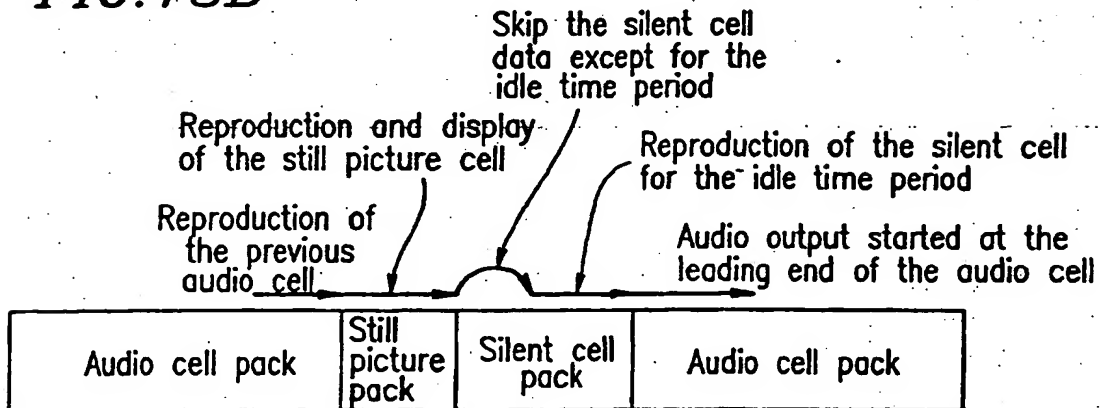 Skip the silent cell
data except for the
idle time period
Reproduction and display
of the still picture cell
Reproduction of the silent cell
for the idle time period
Reproduction of
the previous
audio cell
Audio output started at the
leading end of the audio cell
Audio cell pack
Still
picture
pack
Silent cell
pack
Audio cell pack